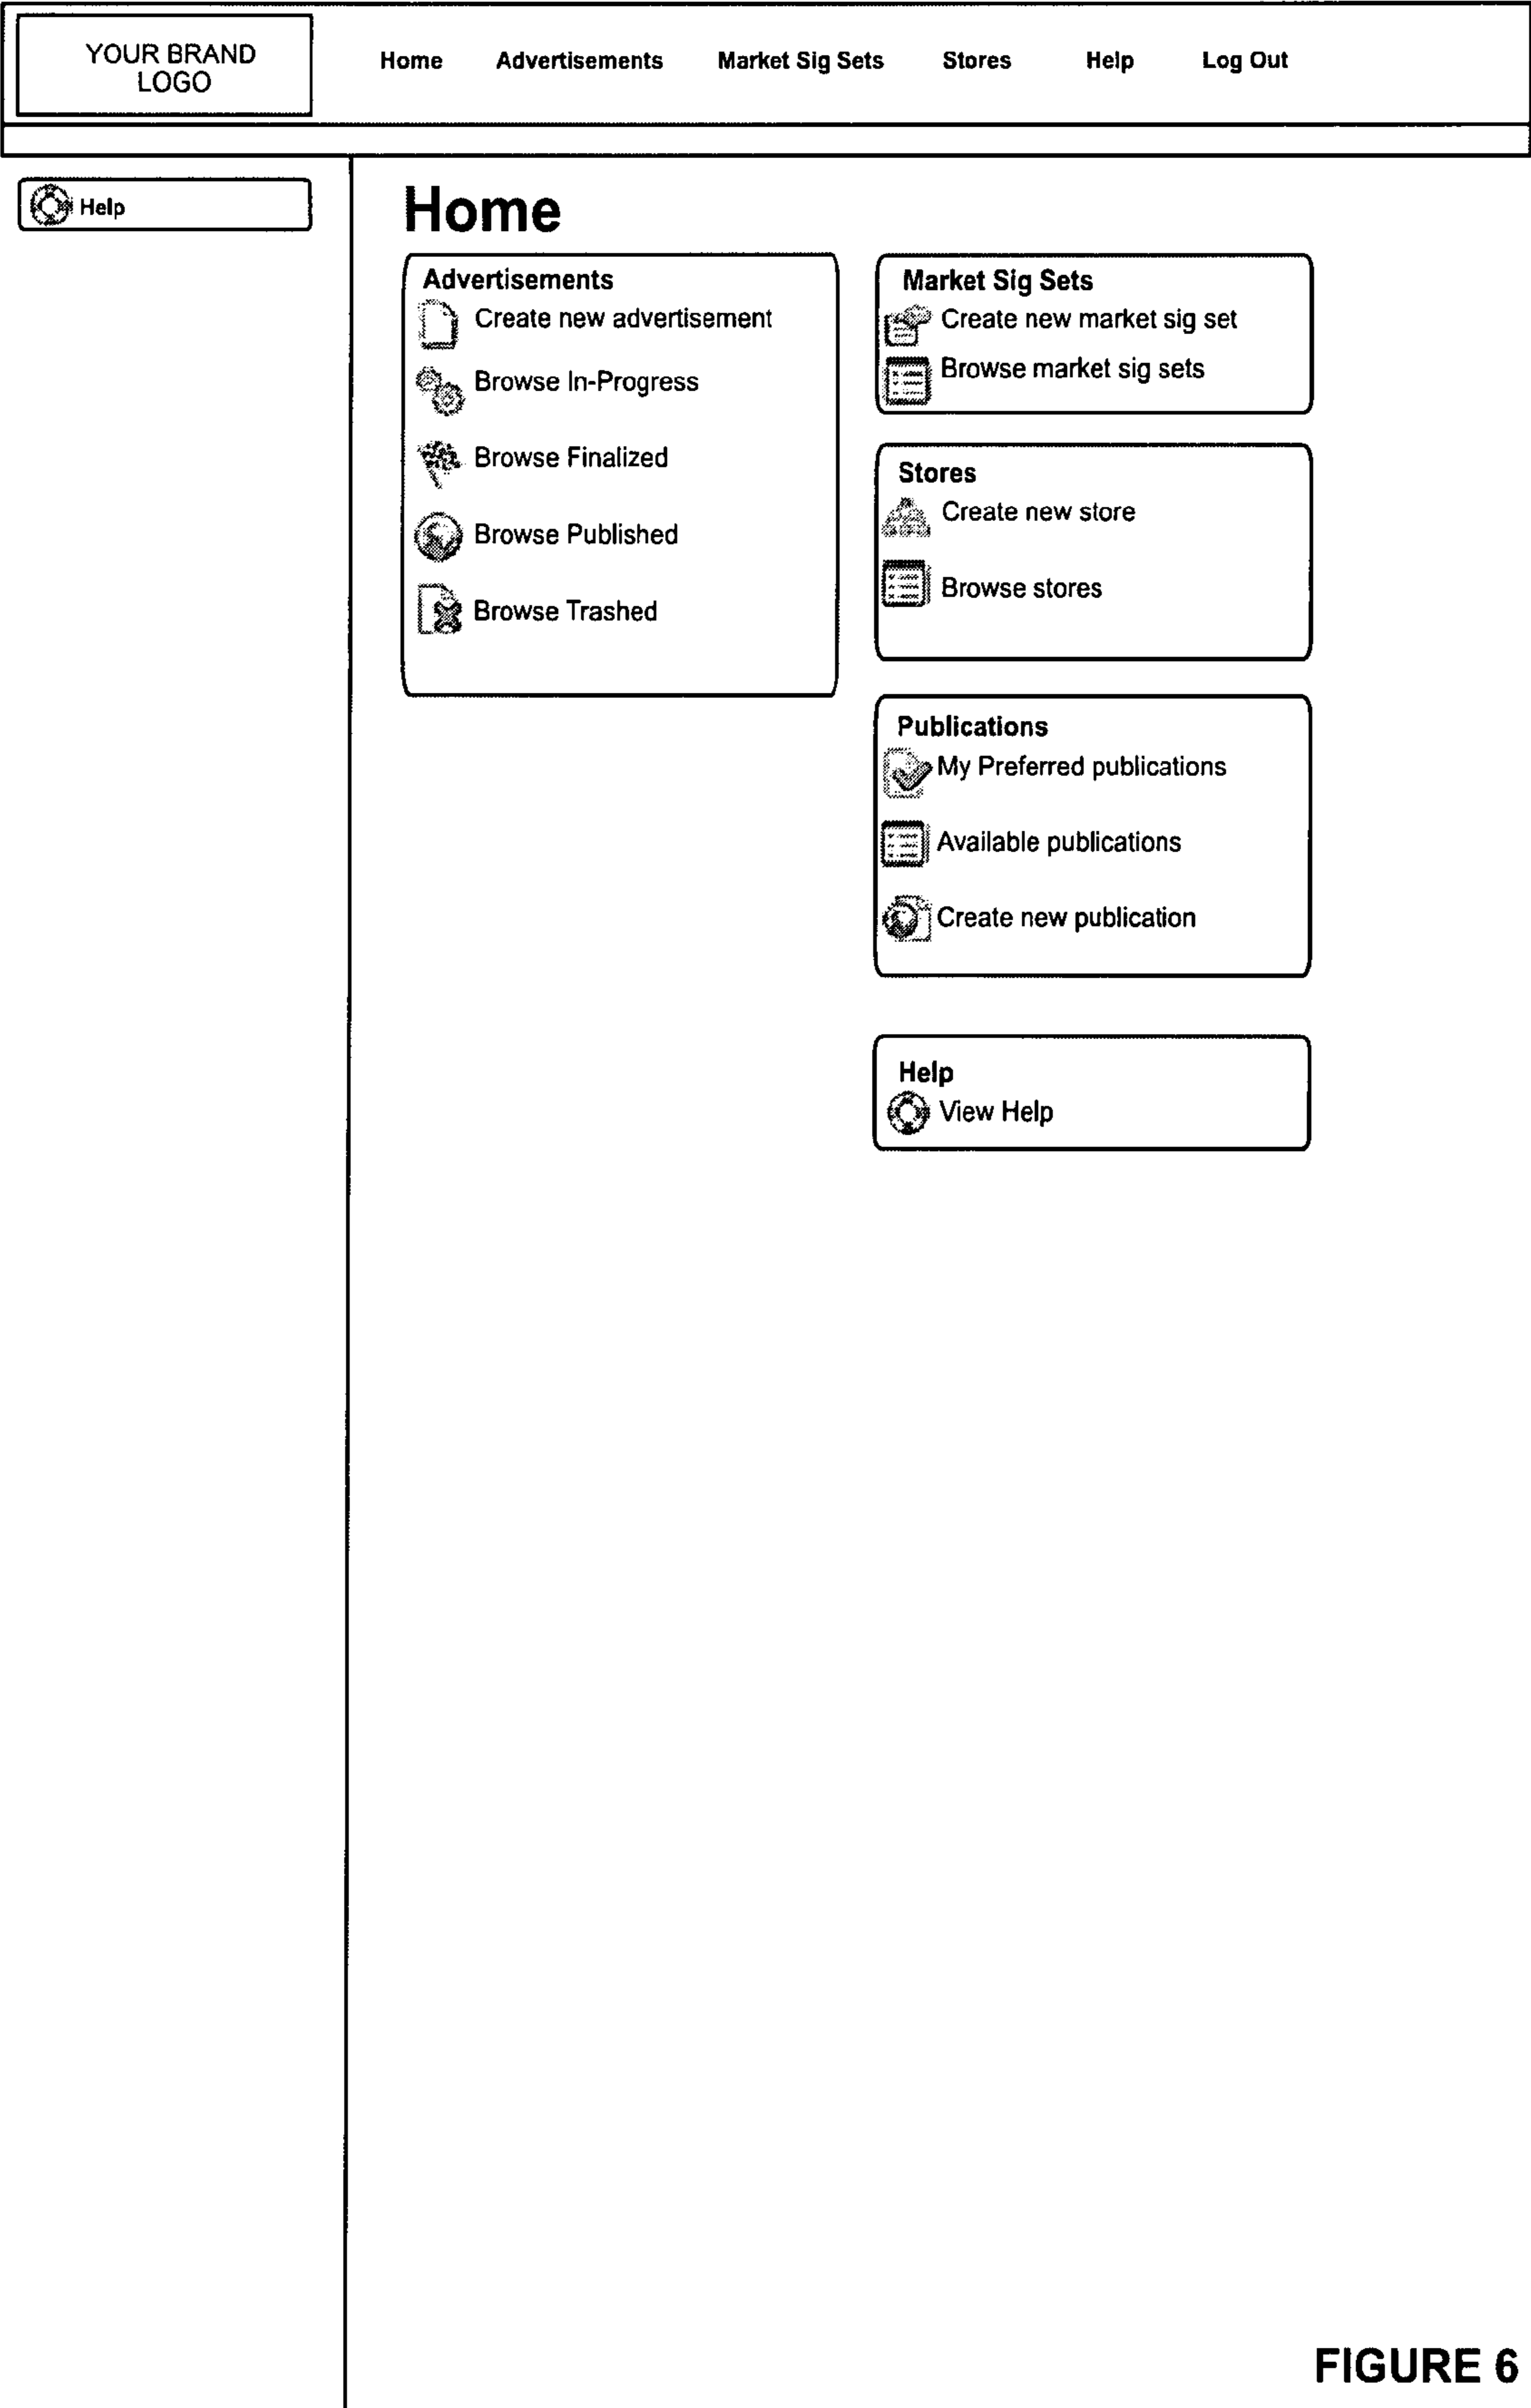 YOUR BRAND
LOGO
Home Advertisements Market Sig Sets Stores Help Log Out
Help
Home
Advertisements
Create new advertisement
Browse In-Progress
Browse Finalized
Browse Published
Browse Trashed
Market Sig Sets
Create new market sig set
Browse market sig sets
Stores
Create new store
Browse stores
Publications
My Preferred publications
Available publications
Create new publication
Help
View Help
FIGURE 6